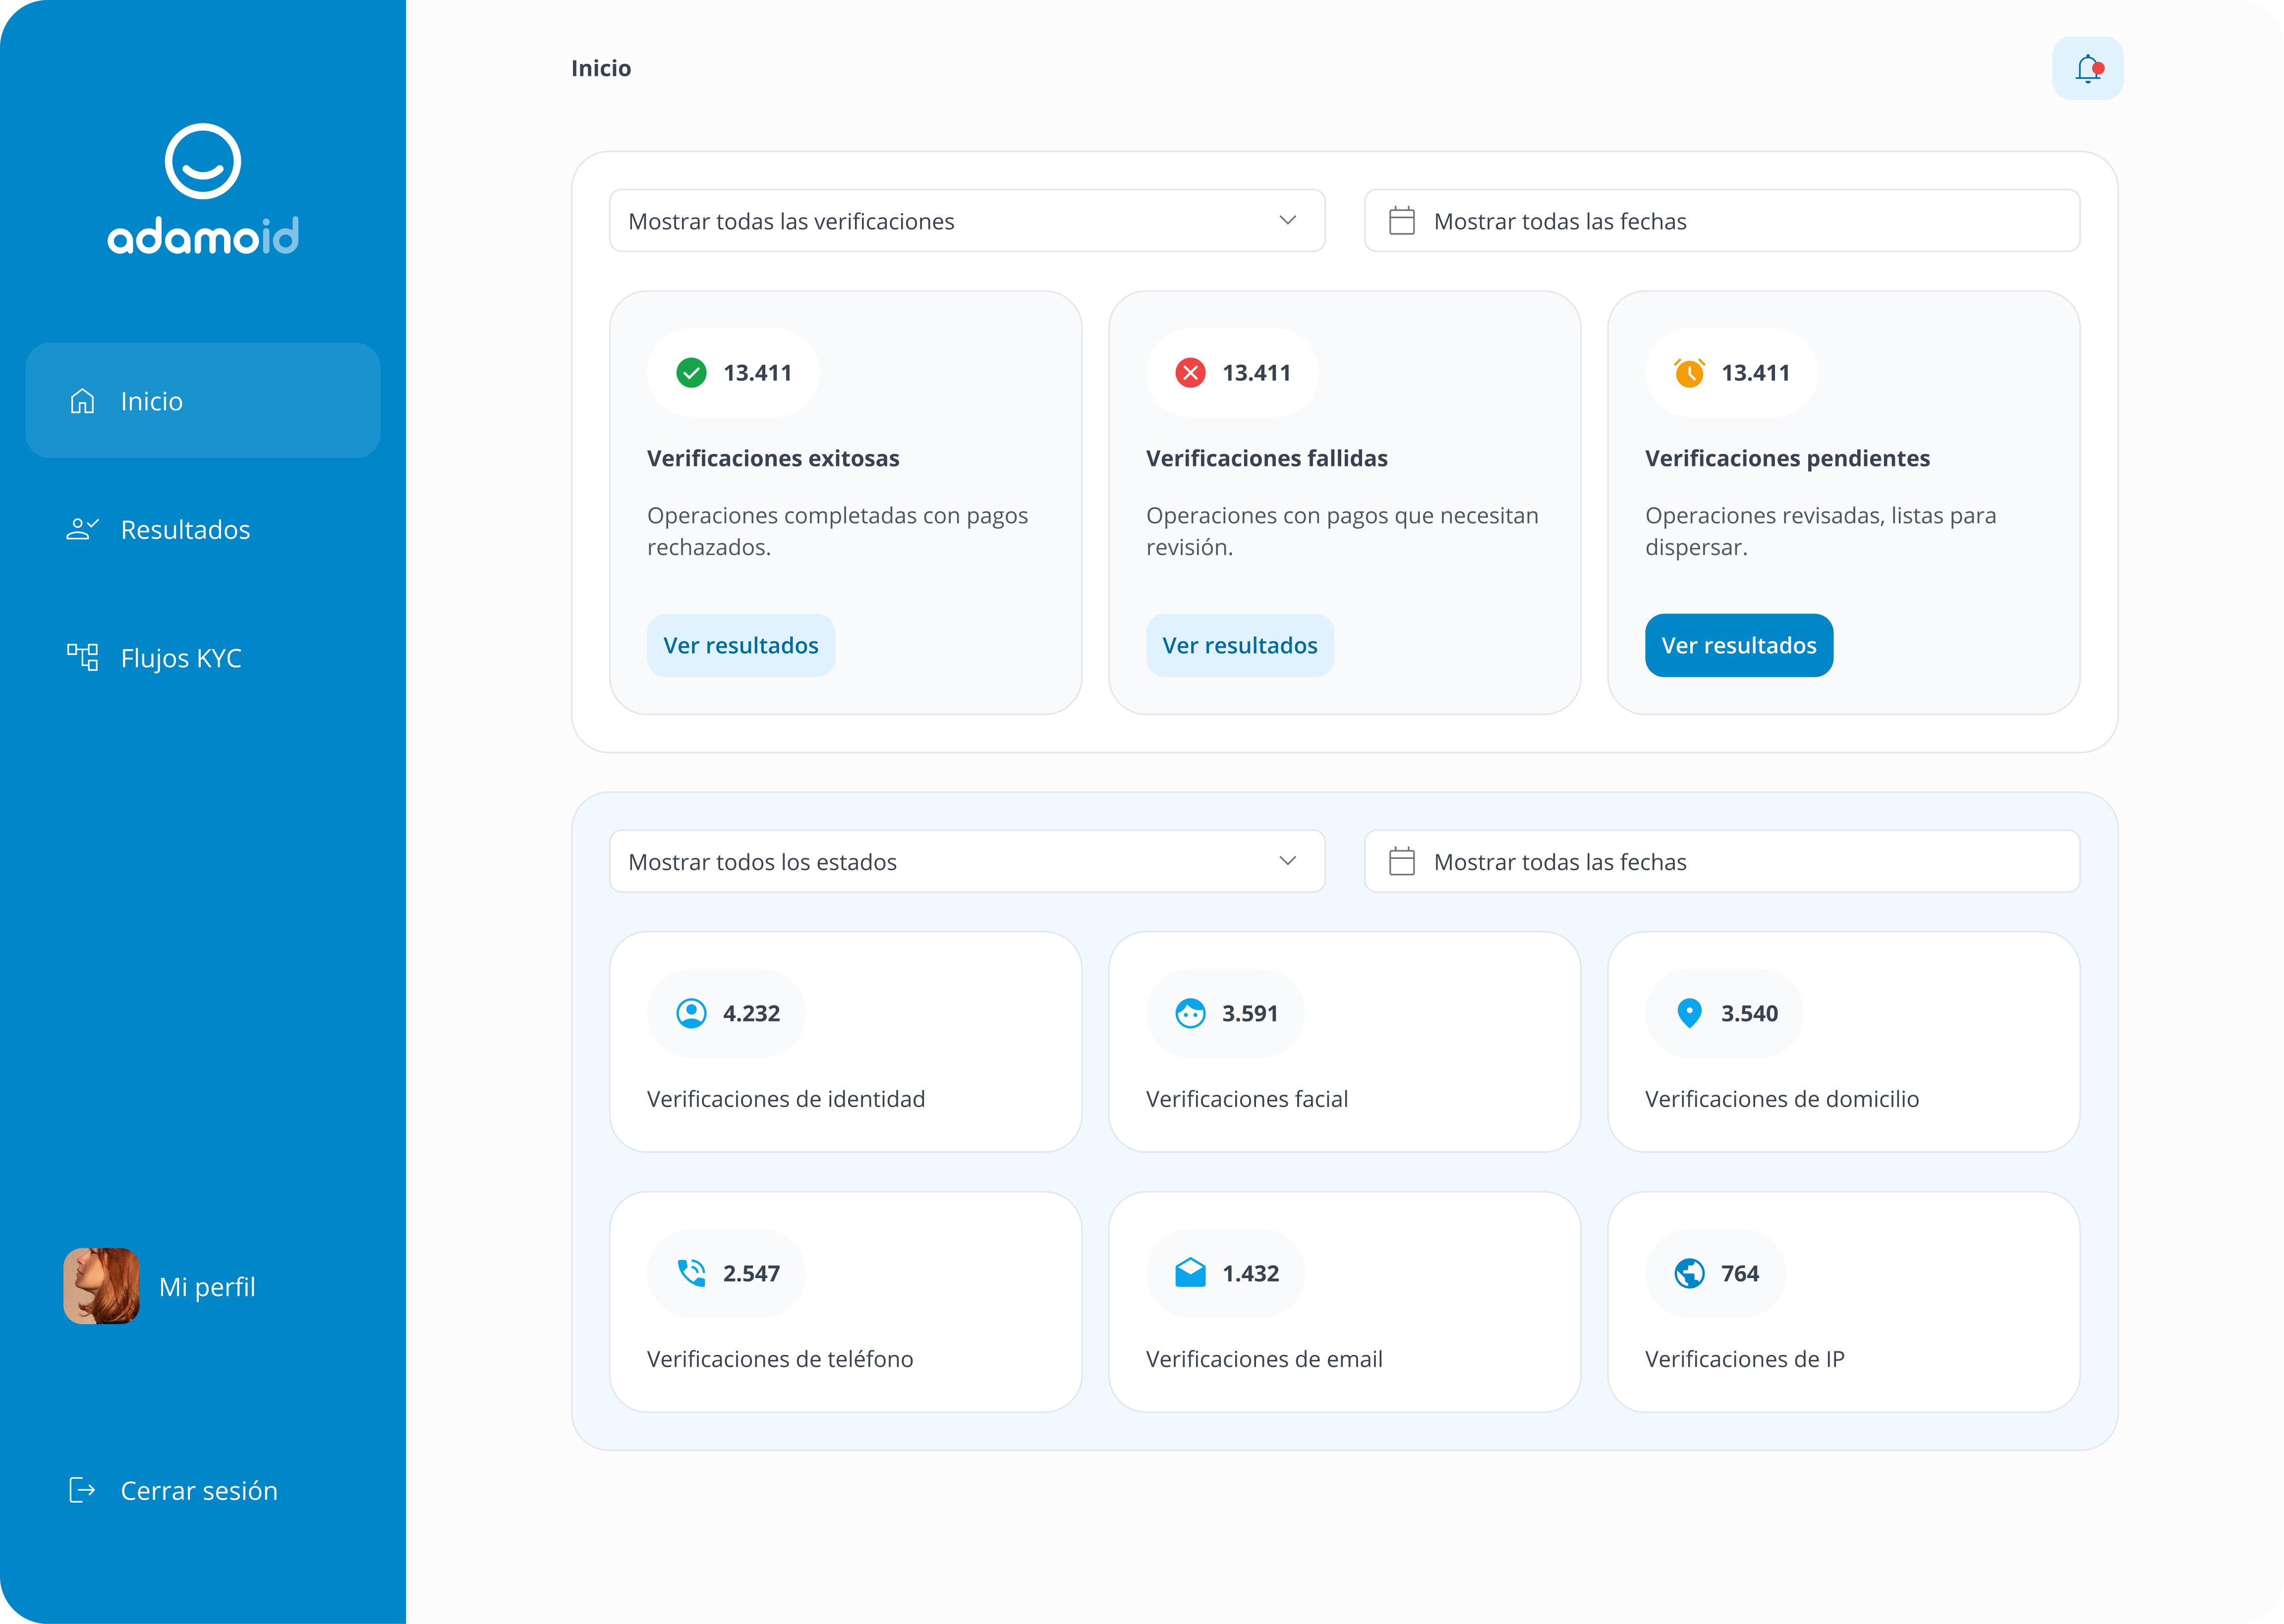 adamoid
Inicio
Resultados
Flujos KYC
Mi perfil
Cerrar sesión
Inicio
Mostrar todas las verificaciones
Mostrar todas las fechas
13.411
Verificaciones exitosas
Operaciones completadas con pagos
rechazados.
Ver resultados
13.411
Verificaciones fallidas
Operaciones con pagos que necesitan
revisión.
Ver resultados
13.411
Verificaciones pendientes
Operaciones revisadas, listas para
dispersar.
Ver resultados
Mostrar todos los estados
Mostrar todas las fechas
4.232
Verificaciones de identidad
3.591
Verificaciones facial
3.540
Verificaciones de domicilio
2.547
Verificaciones de teléfono
1.432
Verificaciones de email
764
Verificaciones de IP